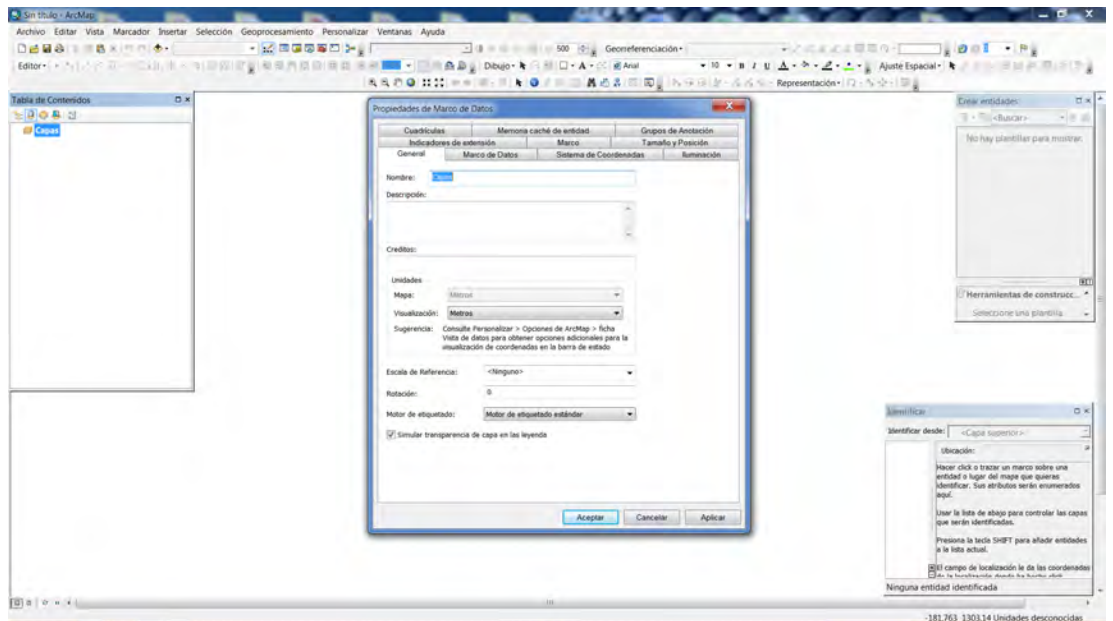 Sin título - ArcMap
Archivo Editar Vista Marcador Insertar Selección Geoprocesamiento Personalizar Ventanas Ayuda
500 Georreferenciación
Editor Dibujo A Arial 10 N K U A Ajuste Espacial
Representación
Tabla de Contenidos
Capas
Propiedades de Marco de Datos
Cuadrículas Memoria caché de entidad Grupos de Anotación
Indicadores de extensión Marco Tamaño y Posición
General Marco de Datos Sistema de Coordenadas Iluminación
Nombre: Capas
Descripción:
Creditos:
Unidades
Mapa: Metros
Visualización: Metros
Sugerencia: Consulte Personalizar > Opciones de ArcMap > ficha
Vista de datos para obtener opciones adicionales para la
visualización de coordenadas en la barra de estado
Escala de Referencia: <Ninguno>
Rotación: 0
Motor de etiquetado: Motor de etiquetado estándar
Simular transparencia de capa en las leyenda
Aceptar Cancelar Aplicar
Crear entidades
<Buscar>
No hay plantillas para mostrar.
Herramientas de construcc...
Seleccione una plantilla
Identificar
Identificar desde: <Capa superior>
Ubicación:
Hacer click o trazar un marco sobre una
entidad o lugar del mapa que quieras
identificar. Sus atributos serán enumerados
aquí.
Usar la lista de abajo para controlar las capas
que serán identificadas.
Presiona la tecla SHIFT para añadir entidades
a la lista actual.
El campo de localización le da las coordenadas
de la localización donde ha hecho click
Ninguna entidad identificada
-181,763 1303,14 Unidades desconocidas